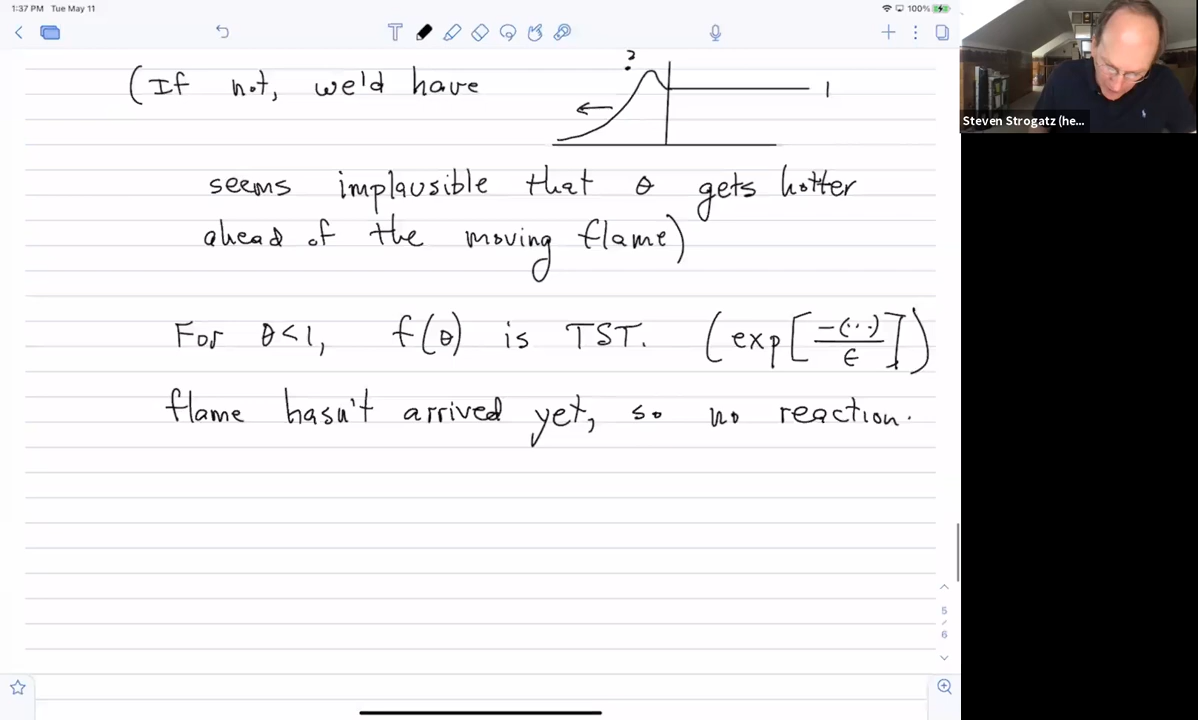 1:37 PM Tue May 11
100%
?
(If not, we'd have
1
seems implausible that θ gets hotter
ahead of the moving flame)
For θ<1, f(θ) is TST. (exp[-(...)/ϵ])
flame hasn't arrived yet, so no reaction.
Steven Strogatz (he...
5
/
6